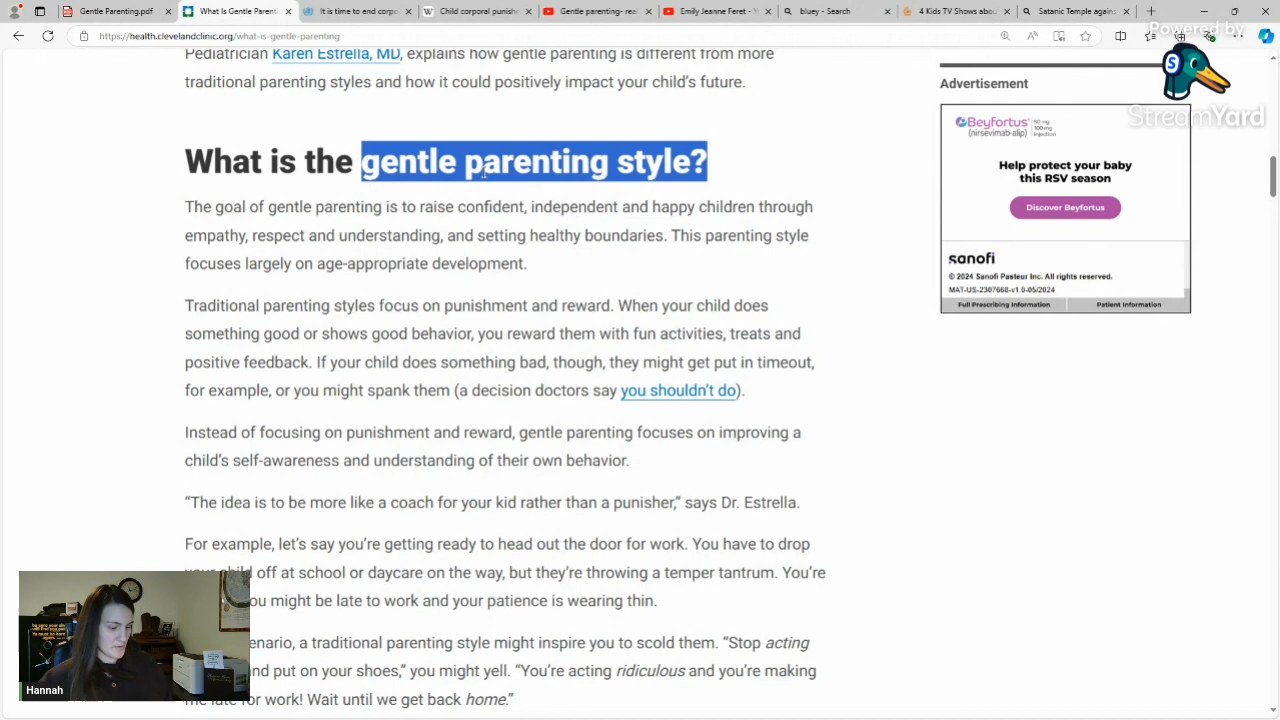 Gentle Parenting.pdf
What Is Gentle Parent
It is time to end corpo
Child corporal punishm
Gentle parenting- rea
Emily Jeanne Feret - Y
bluey - Search
4 Kids TV Shows abou
Satanic Temple aginin
https://health.clevelandclinic.org/what-is-gentle-parenting
Powered by
StreamYard
Pediatrician Karen Estrella, MD, explains how gentle parenting is different from more
traditional parenting styles and how it could positively impact your child's future.
What is the gentle parenting style?
The goal of gentle parenting is to raise confident, independent and happy children through
empathy, respect and understanding, and setting healthy boundaries. This parenting style
focuses largely on age-appropriate development.
Traditional parenting styles focus on punishment and reward. When your child does
something good or shows good behavior, you reward them with fun activities, treats and
positive feedback. If your child does something bad, though, they might get put in timeout,
for example, or you might spank them (a decision doctors say you shouldn't do).
Instead of focusing on punishment and reward, gentle parenting focuses on improving a
child's self-awareness and understanding of their own behavior.
“The idea is to be more like a coach for your kid rather than a punisher,” says Dr. Estrella.
For example, let's say you're getting ready to head out the door for work. You have to drop
your child off at school or daycare on the way, but they're throwing a temper tantrum. You're
ou might be late to work and your patience is wearing thin.
enario, a traditional parenting style might inspire you to scold them. “Stop acting
nd put on your shoes,” you might yell. “You're acting ridiculous and you're making
me late for work! Wait until we get back home.”
Advertisement
Beyfortus
(nirsevimab-alip)
50 mg
100 mg
Injection
Help protect your baby
this RSV season
Discover Beyfortus
sanofi
© 2024 Sanofi Pasteur Inc. All rights reserved.
MAT-US-2307668-v1.0-05/2024
Full Prescribing Information
Patient Information
Hannah